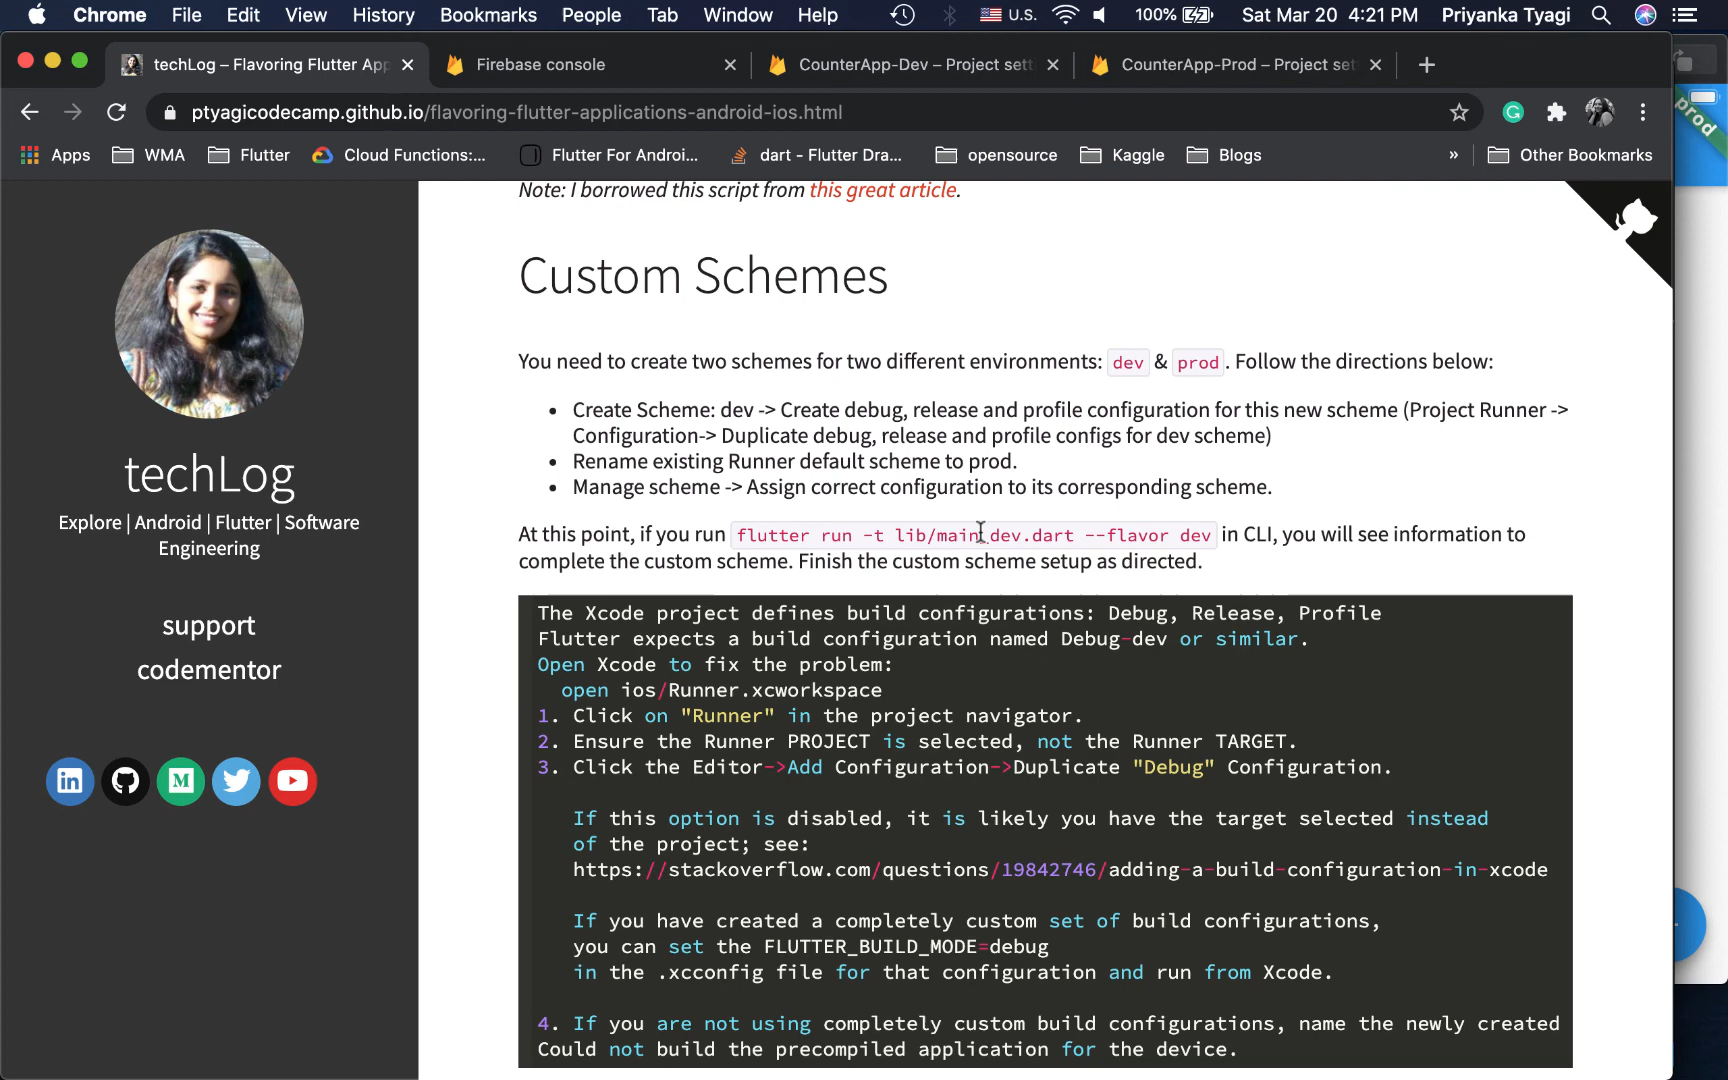 Chrome File Edit View History Bookmarks People Tab Window Help U.S. 100% Sat Mar 20 4:21 PM Priyanka Tyagi
techLog – Flavoring Flutter App Firebase console CounterApp-Dev – Project sett CounterApp-Prod – Project set
ptyagicodecamp.github.io/flavoring-flutter-applications-android-ios.html
Apps WMA Flutter Cloud Functions:... Flutter For Androi... dart - Flutter Dra... opensource Kaggle Blogs » Other Bookmarks
prod
techLog
Explore | Android | Flutter | Software
Engineering
support
codementor
in M
Note: I borrowed this script from this great article.
Custom Schemes
You need to create two schemes for two different environments: dev & prod. Follow the directions below:
• Create Scheme: dev -> Create debug, release and profile configuration for this new scheme (Project Runner ->
Configuration-> Duplicate debug, release and profile configs for dev scheme)
• Rename existing Runner default scheme to prod.
• Manage scheme -> Assign correct configuration to its corresponding scheme.
At this point, if you run flutter run -t lib/main_dev.dart --flavor dev in CLI, you will see information to
complete the custom scheme. Finish the custom scheme setup as directed.
The Xcode project defines build configurations: Debug, Release, Profile
Flutter expects a build configuration named Debug-dev or similar.
Open Xcode to fix the problem:
open ios/Runner.xcworkspace
1. Click on "Runner" in the project navigator.
2. Ensure the Runner PROJECT is selected, not the Runner TARGET.
3. Click the Editor->Add Configuration->Duplicate "Debug" Configuration.
If this option is disabled, it is likely you have the target selected instead
of the project; see:
https://stackoverflow.com/questions/19842746/adding-a-build-configuration-in-xcode
If you have created a completely custom set of build configurations,
you can set the FLUTTER_BUILD_MODE=debug
in the .xcconfig file for that configuration and run from Xcode.
4. If you are not using completely custom build configurations, name the newly created
Could not build the precompiled application for the device.